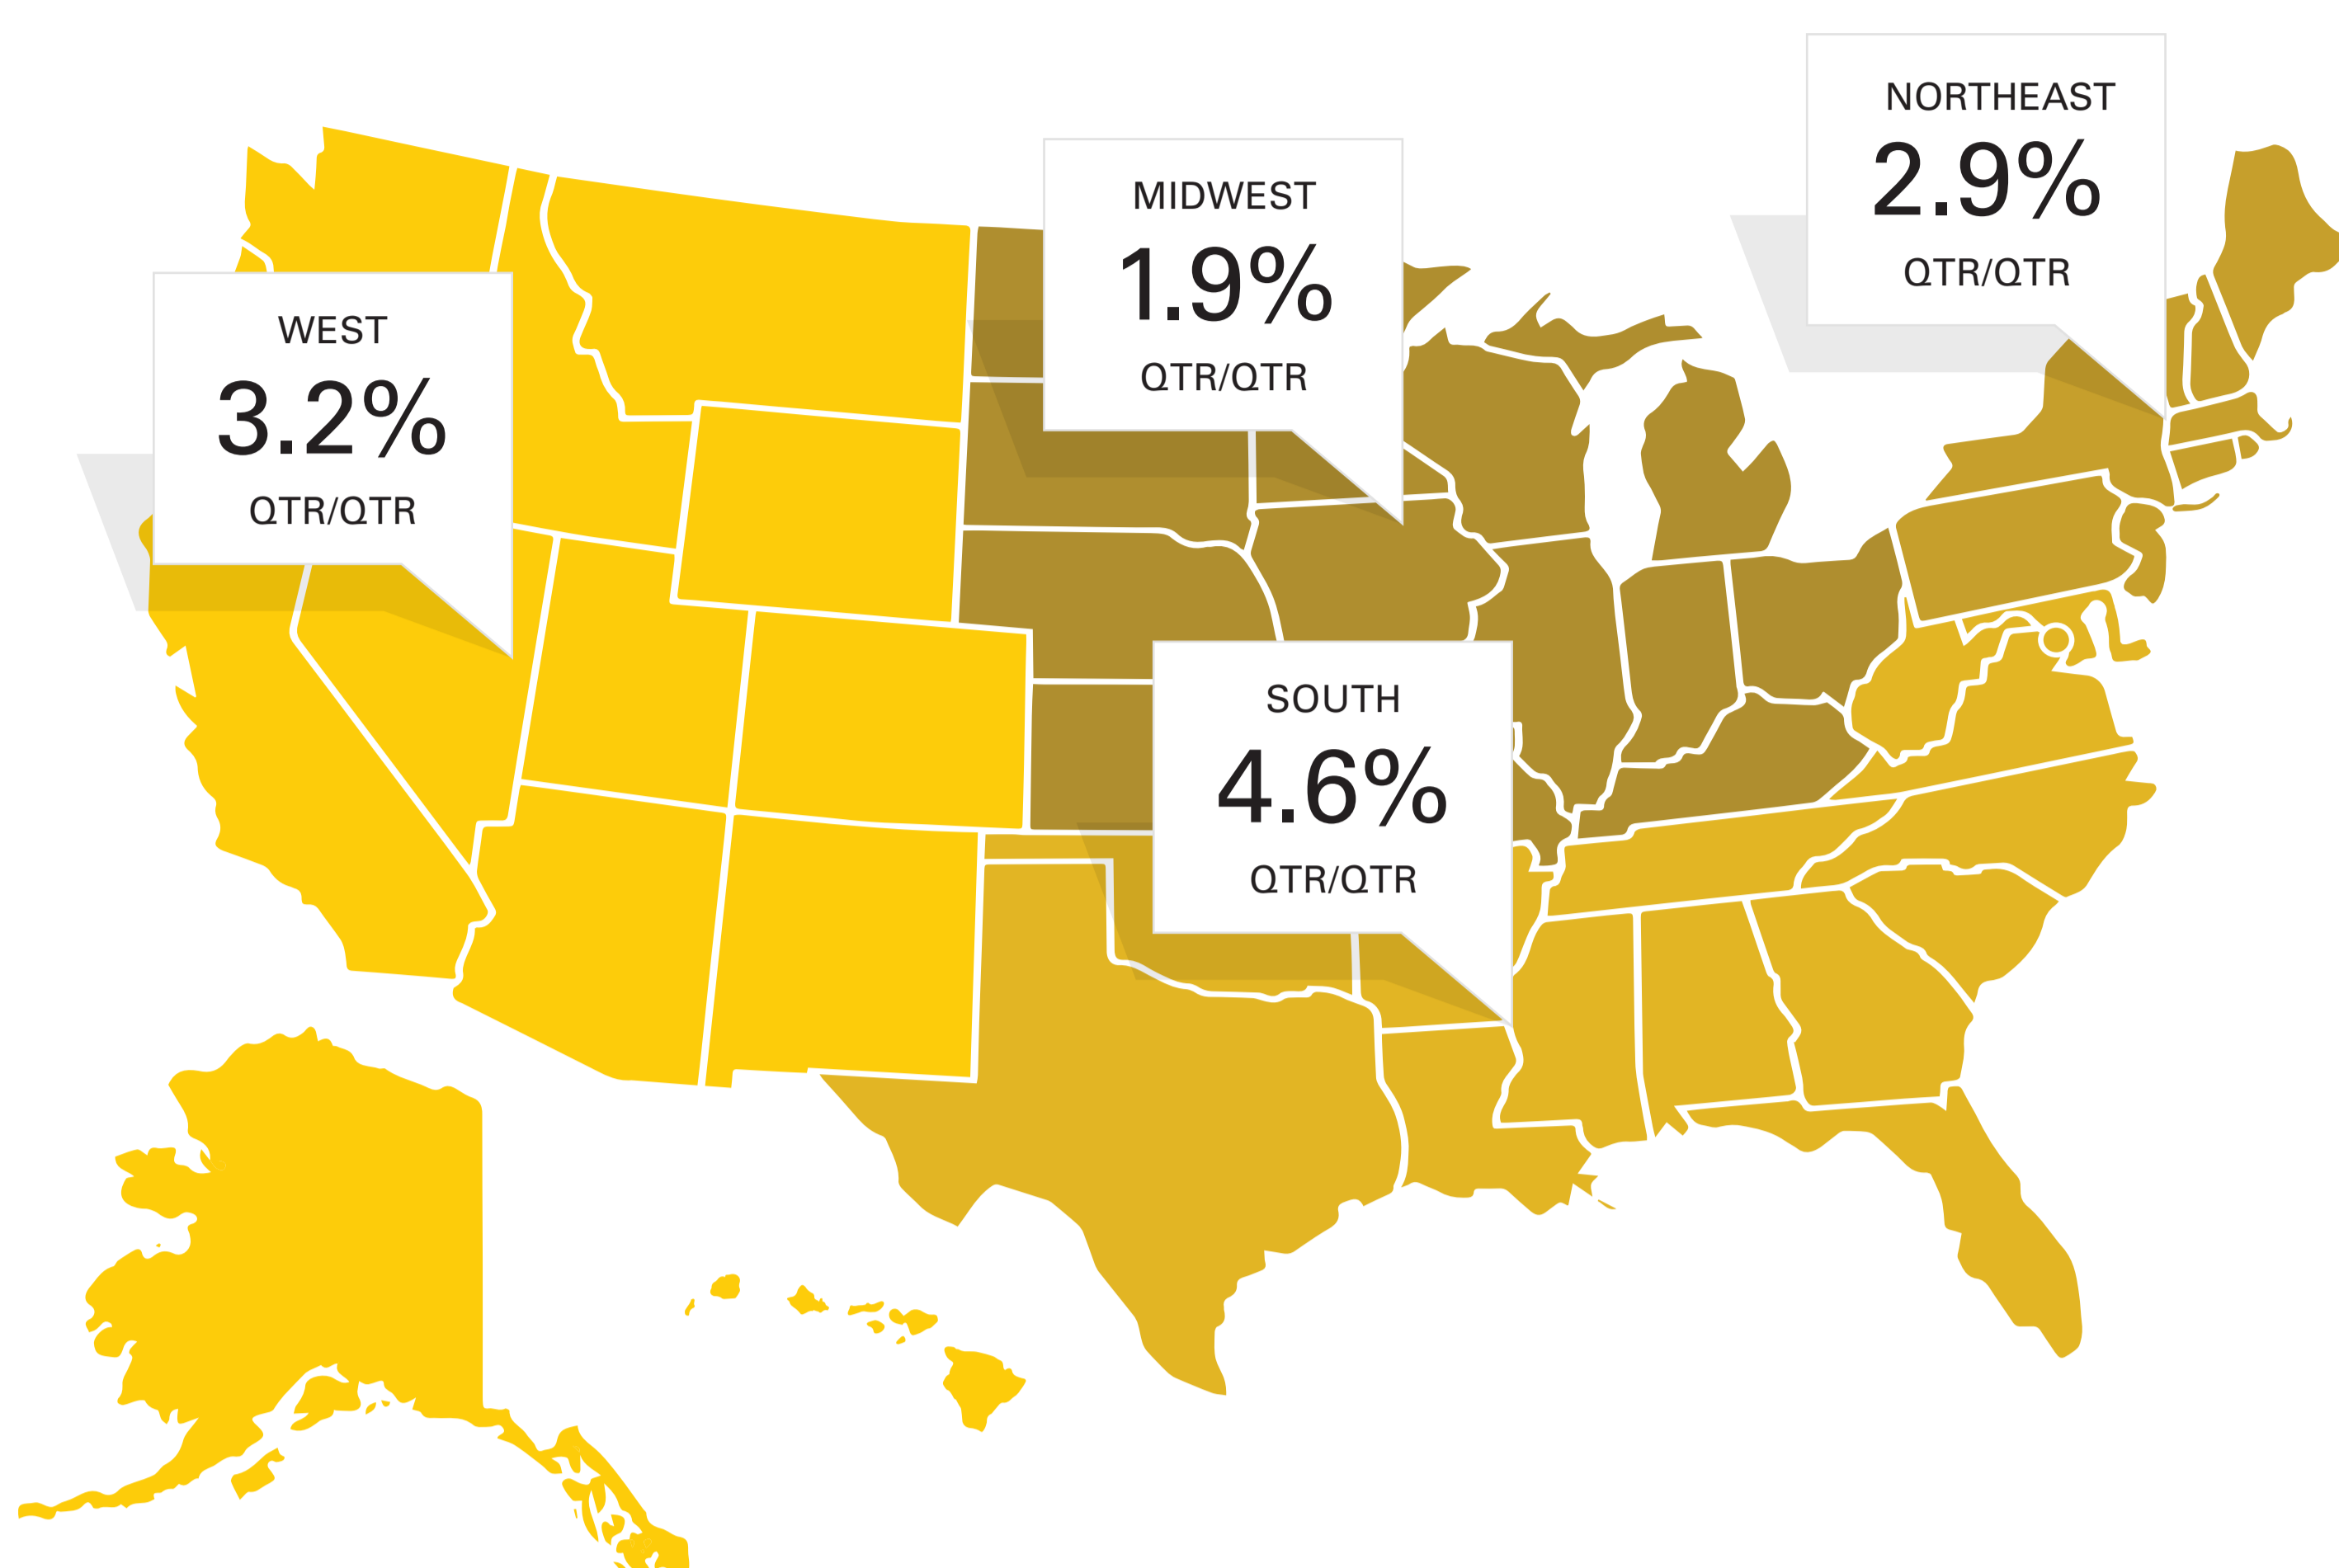 NORTHEAST
2.9%
QTR/QTR
MIDWEST
1.9%
QTR/QTR
WEST
3.2%
QTR/QTR
SOUTH
4.6%
QTR/QTR